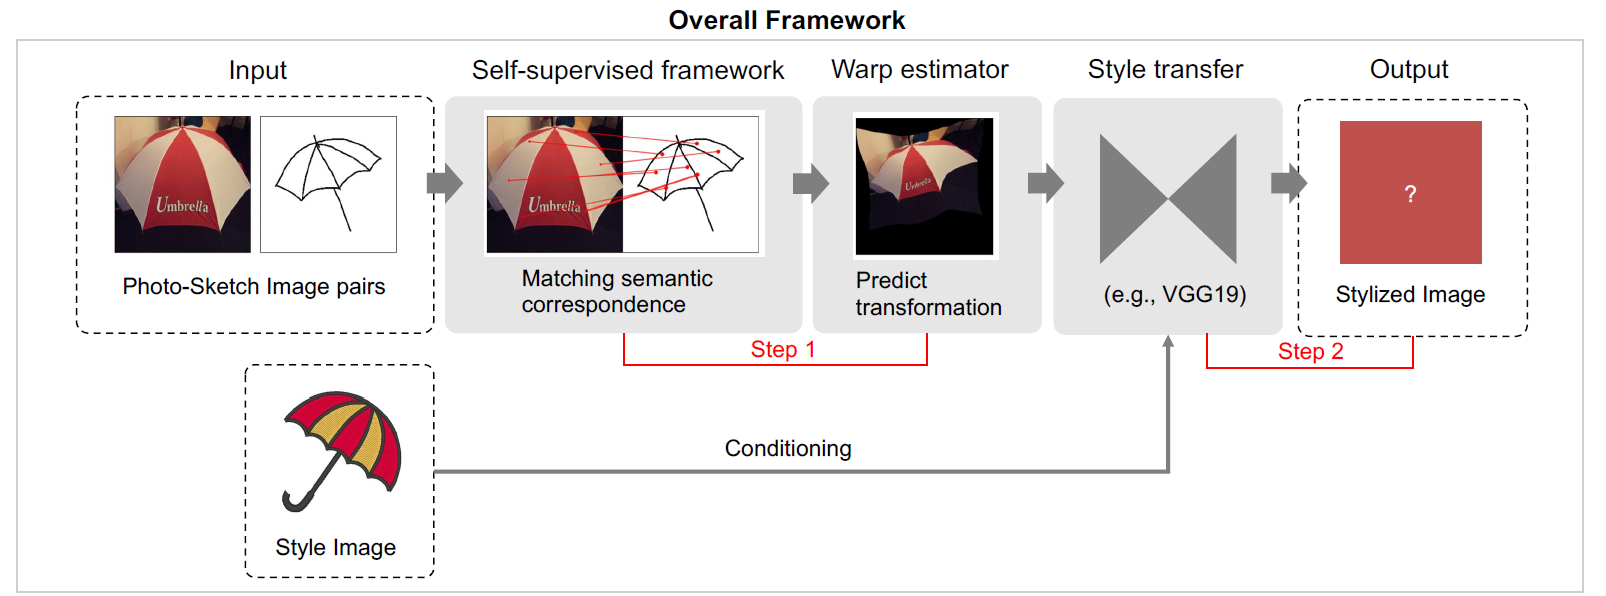 Overall Framework
Input
Self-supervised framework
Warp estimator
Style transfer
Output
Umbrella
Umbrella
Umbrella
?
Photo-Sketch Image pairs
Matching semantic
correspondence
Predict
transformation
(e.g., VGG19)
Stylized Image
Step 1
Step 2
Conditioning
Style Image